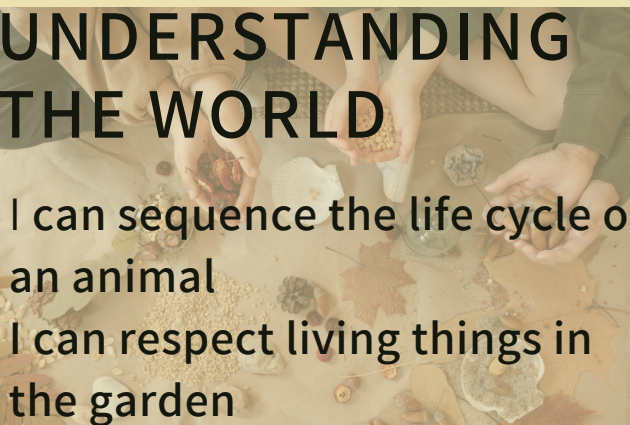 UNDERSTANDING
THE WORLD
I can sequence the life cycle o
an animal
I can respect living things in
the garden